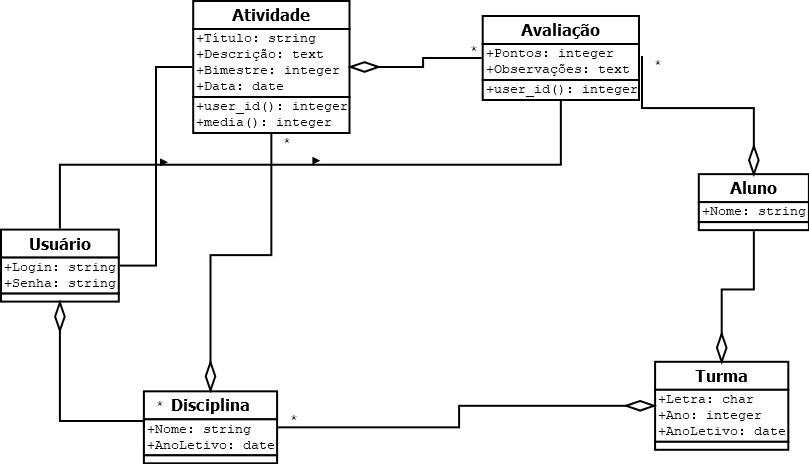 Atividade
+Título: string
+Descrição: text
+Bimestre: integer
+Data: date
+user_id(): integer
+media(): integer
*
*
Avaliação
+Pontos: integer
+Observações: text
+user_id(): integer
*
Aluno
+Nome: string
Usuário
+Login: string
+Senha: string
* Disciplina
+Nome: string
+AnoLetivo: date
*
Turma
+Letra: char
+Ano: integer
+AnoLetivo: date